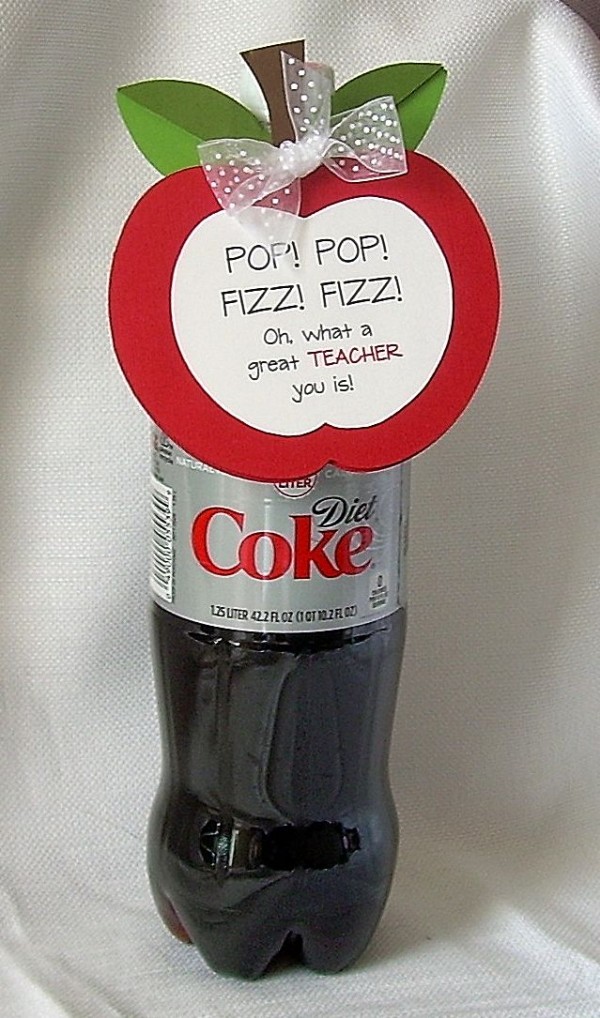 POP! POP!
FIZZ! FIZZ!
Oh, what a
great TEACHER
you is!
LITER
Diet
Coke
1.25 LITER 42.2 FL OZ (1 QT 10.2 FL OZ)